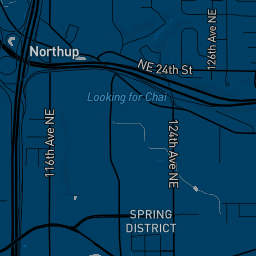 126th Ave NE
Northup
NE 24th St
Looking for Chai
116th Ave NE
124th Ave NE
SPRING
DISTRICT